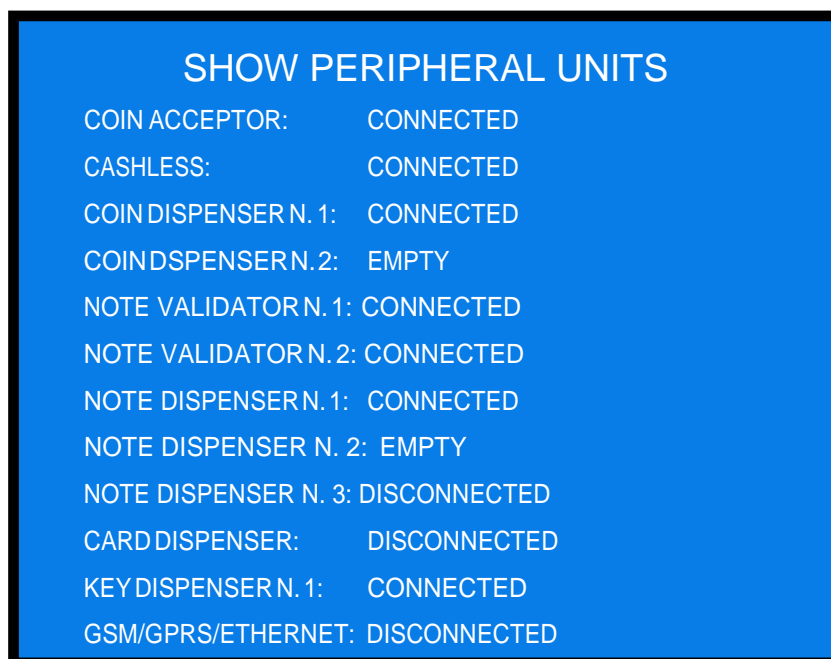 SHOW PERIPHERAL UNITS
COIN ACCEPTOR: CONNECTED
CASHLESS: CONNECTED
COIN DISPENSER N. 1: CONNECTED
COIN DSPENSER N. 2: EMPTY
NOTE VALIDATOR N. 1: CONNECTED
NOTE VALIDATOR N. 2: CONNECTED
NOTE DISPENSER N. 1: CONNECTED
NOTE DISPENSER N. 2: EMPTY
NOTE DISPENSER N. 3: DISCONNECTED
CARD DISPENSER: DISCONNECTED
KEY DISPENSER N. 1: CONNECTED
GSM/GPRS/ETHERNET: DISCONNECTED